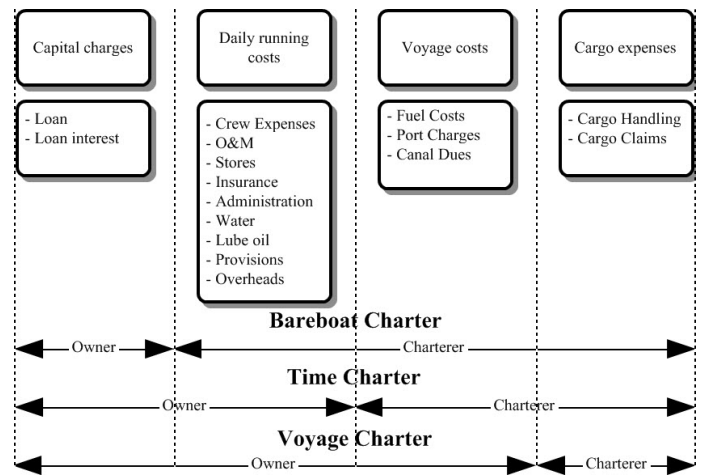 Capital charges
Daily running
costs
Voyage costs
Cargo expenses
- Loan
- Loan interest
- Crew Expenses
- O&M
- Stores
- Insurance
- Administration
- Water
- Lube oil
- Provisions
- Overheads
- Fuel Costs
- Port Charges
- Canal Dues
- Cargo Handling
- Cargo Claims
Bareboat Charter
Owner
Charterer
Time Charter
Owner
Charterer
Voyage Charter
Owner
Charterer